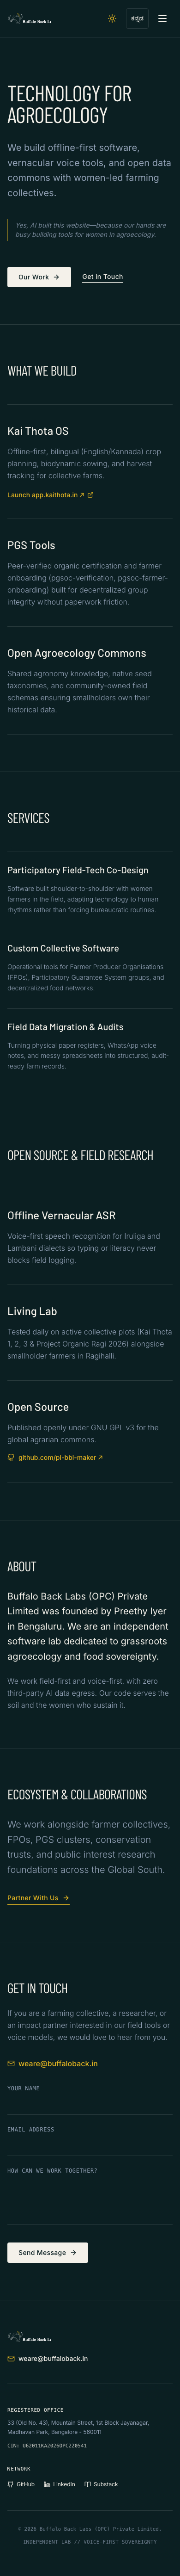 Buffalo Back La
ಕನ್ನಡ
TECHNOLOGY FOR
AGROECOLOGY
We build offline-first software,
vernacular voice tools, and open data
commons with women-led farming
collectives.
Yes, AI built this website—because our hands are
busy building tools for women in agroecology.
Our Work →
Get in Touch
WHAT WE BUILD
Kai Thota OS
Offline-first, bilingual (English/Kannada) crop
planning, biodynamic sowing, and harvest
tracking for collective farms.
Launch app.kaithota.in ↗
PGS Tools
Peer-verified organic certification and farmer
onboarding (pgsoc-verification, pgsoc-farmer-
onboarding) built for decentralized group
integrity without paperwork friction.
Open Agroecology Commons
Shared agronomy knowledge, native seed
taxonomies, and community-owned field
schemas ensuring smallholders own their
historical data.
SERVICES
Participatory Field-Tech Co-Design
Software built shoulder-to-shoulder with women
farmers in the field, adapting technology to human
rhythms rather than forcing bureaucratic routines.
Custom Collective Software
Operational tools for Farmer Producer Organisations
(FPOs), Participatory Guarantee System groups, and
decentralized food networks.
Field Data Migration & Audits
Turning physical paper registers, WhatsApp voice
notes, and messy spreadsheets into structured, audit-
ready farm records.
OPEN SOURCE & FIELD RESEARCH
Offline Vernacular ASR
Voice-first speech recognition for Iruliga and
Lambani dialects so typing or literacy never
blocks field logging.
Living Lab
Tested daily on active collective plots (Kai Thota
1, 2, 3 & Project Organic Ragi 2026) alongside
smallholder farmers in Ragihalli.
Open Source
Published openly under GNU GPL v3 for the
global agrarian commons.
github.com/pi-bbl-maker ↗
ABOUT
Buffalo Back Labs (OPC) Private
Limited was founded by Preethy Iyer
in Bengaluru. We are an independent
software lab dedicated to grassroots
agroecology and food sovereignty.
We work field-first and voice-first, with zero
third-party AI data egress. Our code serves the
soil and the women who sustain it.
ECOSYSTEM & COLLABORATIONS
We work alongside farmer collectives,
FPOs, PGS clusters, conservation
trusts, and public interest research
foundations across the Global South.
Partner With Us →
GET IN TOUCH
If you are a farming collective, a researcher, or
an impact partner interested in our field tools or
voice models, we would love to hear from you.
weare@buffaloback.in
YOUR NAME
EMAIL ADDRESS
HOW CAN WE WORK TOGETHER?
Send Message →
Buffalo Back La
weare@buffaloback.in
REGISTERED OFFICE
33 (Old No. 43), Mountain Street, 1st Block Jayanagar,
Madhavan Park, Bangalore - 560011
CIN: U62011KA2026OPC220541
NETWORK
GitHub
LinkedIn
Substack
© 2026 Buffalo Back Labs (OPC) Private Limited.
INDEPENDENT LAB // VOICE-FIRST SOVEREIGNTY